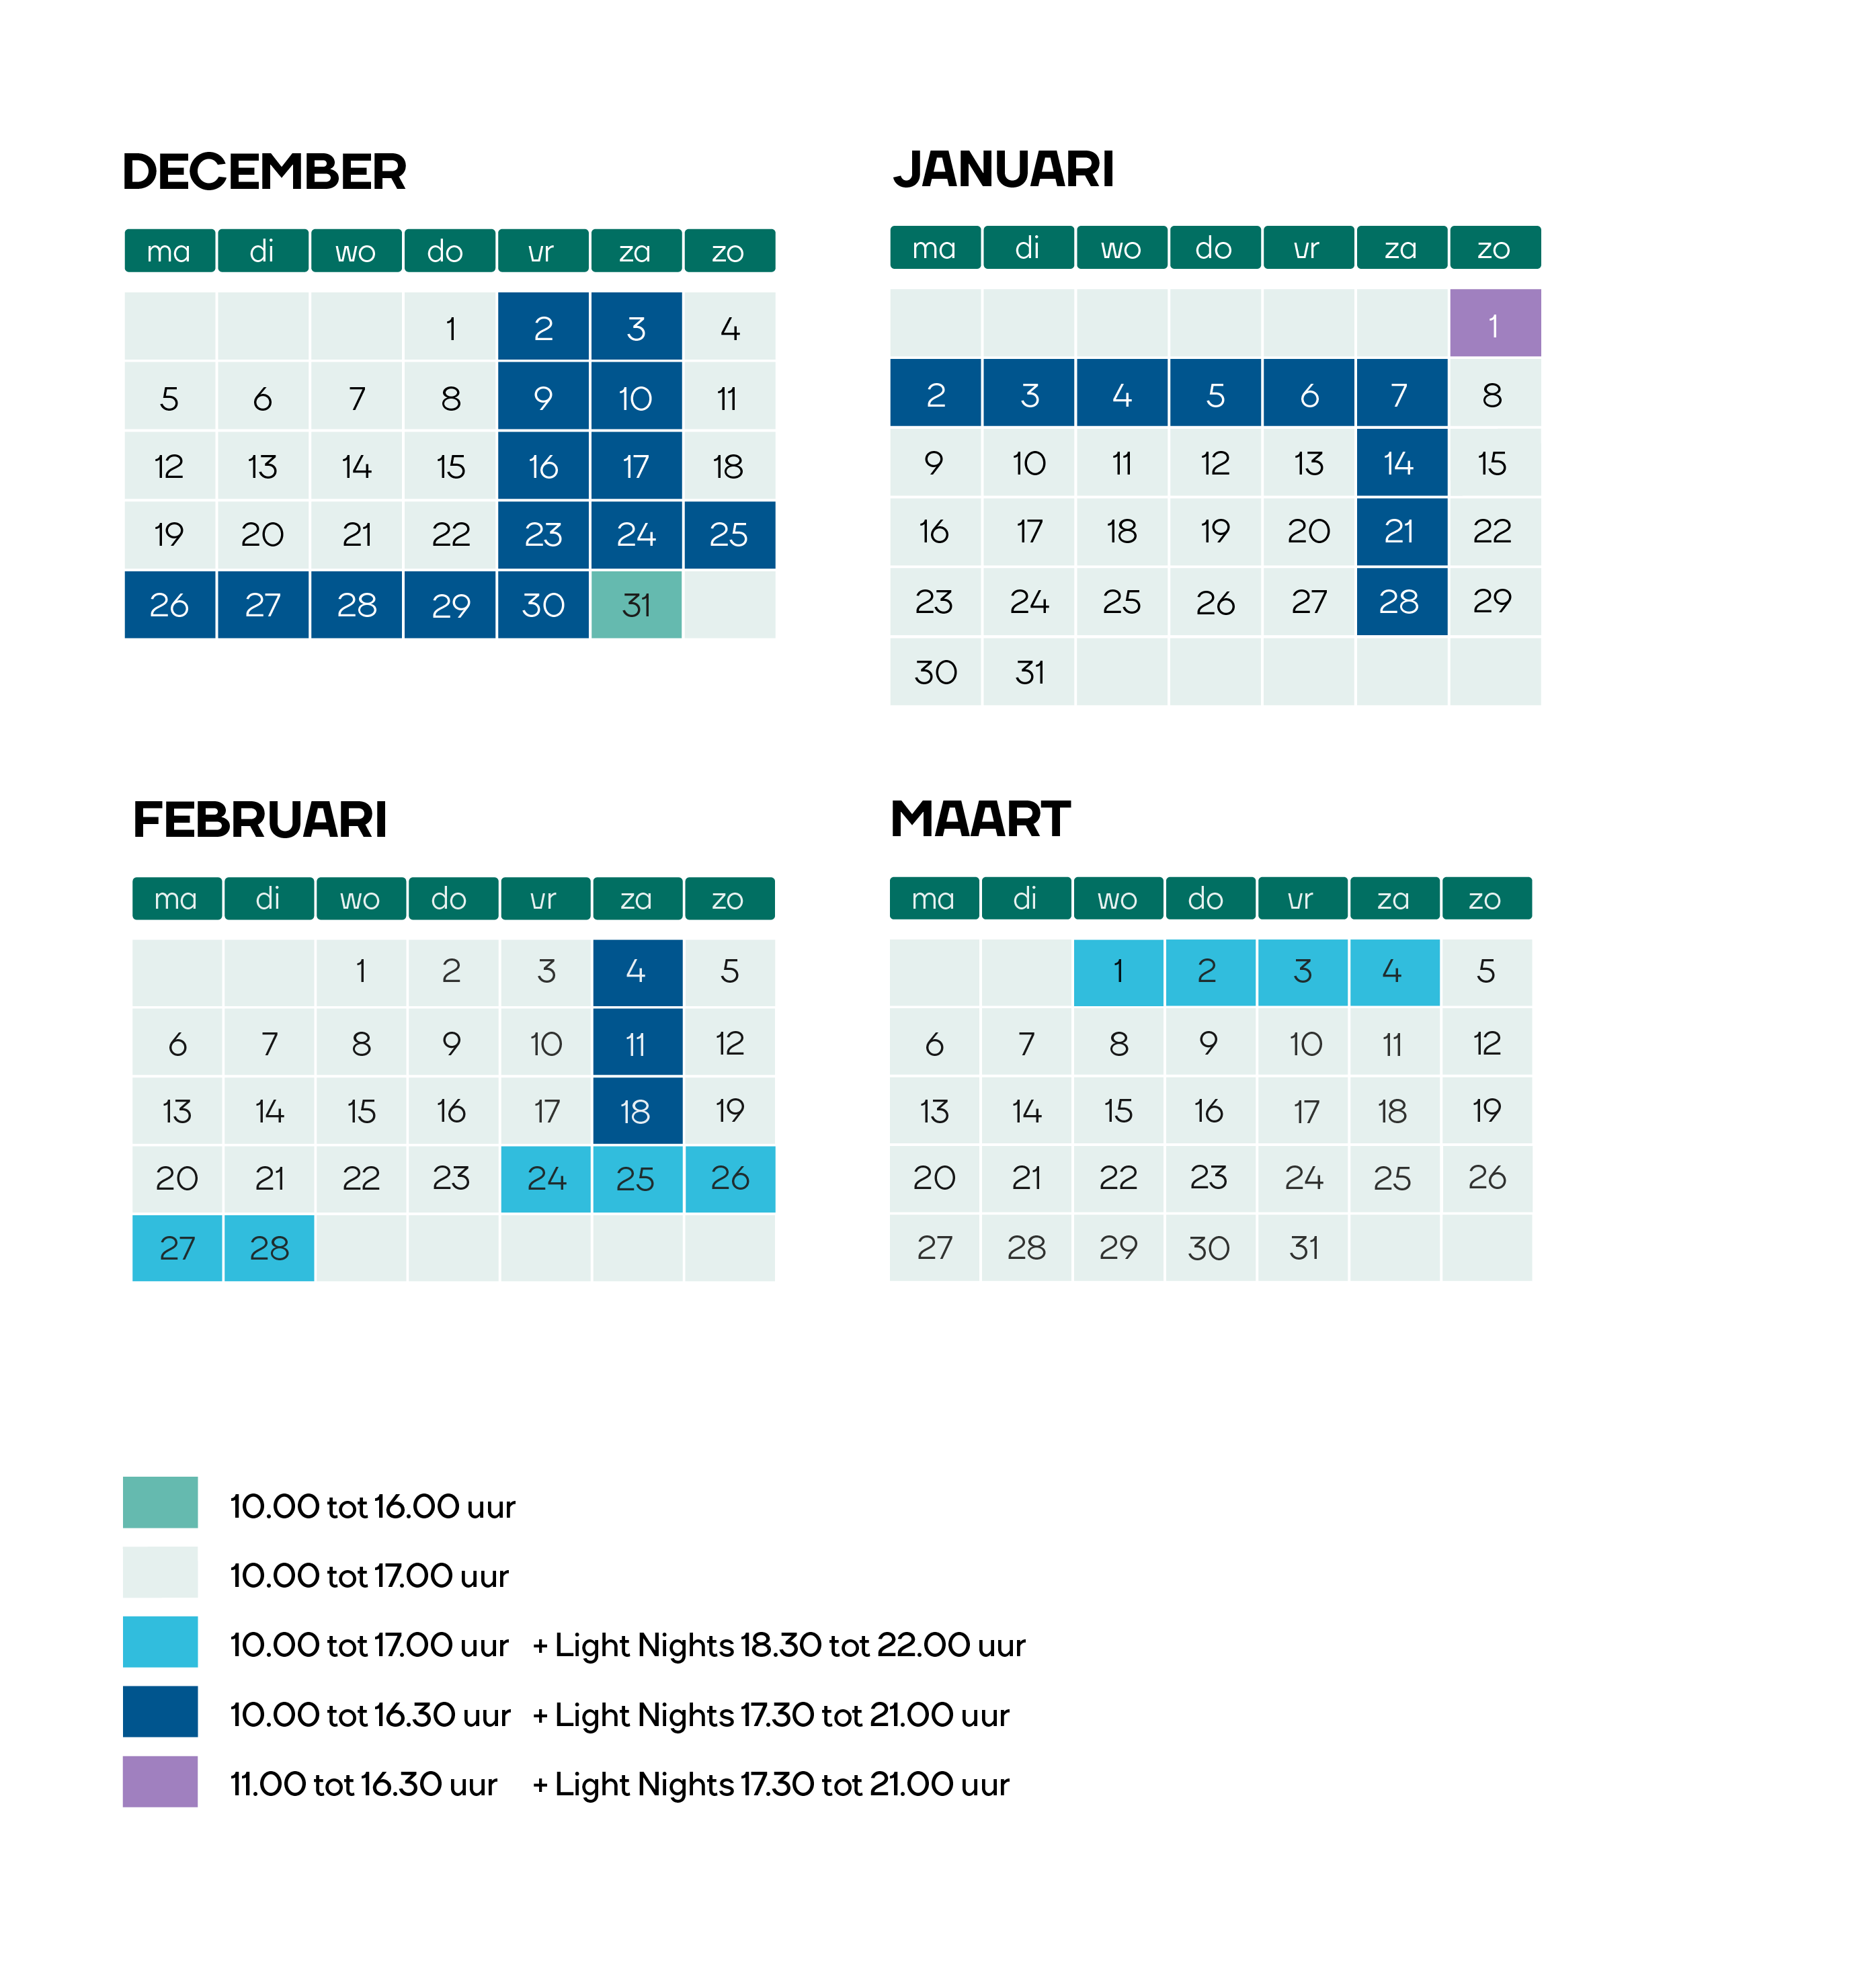 DECEMBER
ma di wo do vr za zo
1 2 3 4
5 6 7 8 9 10 11
12 13 14 15 16 17 18
19 20 21 22 23 24 25
26 27 28 29 30 31
JANUARI
ma di wo do vr za zo
1
2 3 4 5 6 7 8
9 10 11 12 13 14 15
16 17 18 19 20 21 22
23 24 25 26 27 28 29
30 31
FEBRUARI
ma di wo do vr za zo
1 2 3 4 5
6 7 8 9 10 11 12
13 14 15 16 17 18 19
20 21 22 23 24 25 26
27 28
MAART
ma di wo do vr za zo
1 2 3 4 5
6 7 8 9 10 11 12
13 14 15 16 17 18 19
20 21 22 23 24 25 26
27 28 29 30 31
10.00 tot 16.00 uur
10.00 tot 17.00 uur
10.00 tot 17.00 uur + Light Nights 18.30 tot 22.00 uur
10.00 tot 16.30 uur + Light Nights 17.30 tot 21.00 uur
11.00 tot 16.30 uur + Light Nights 17.30 tot 21.00 uur